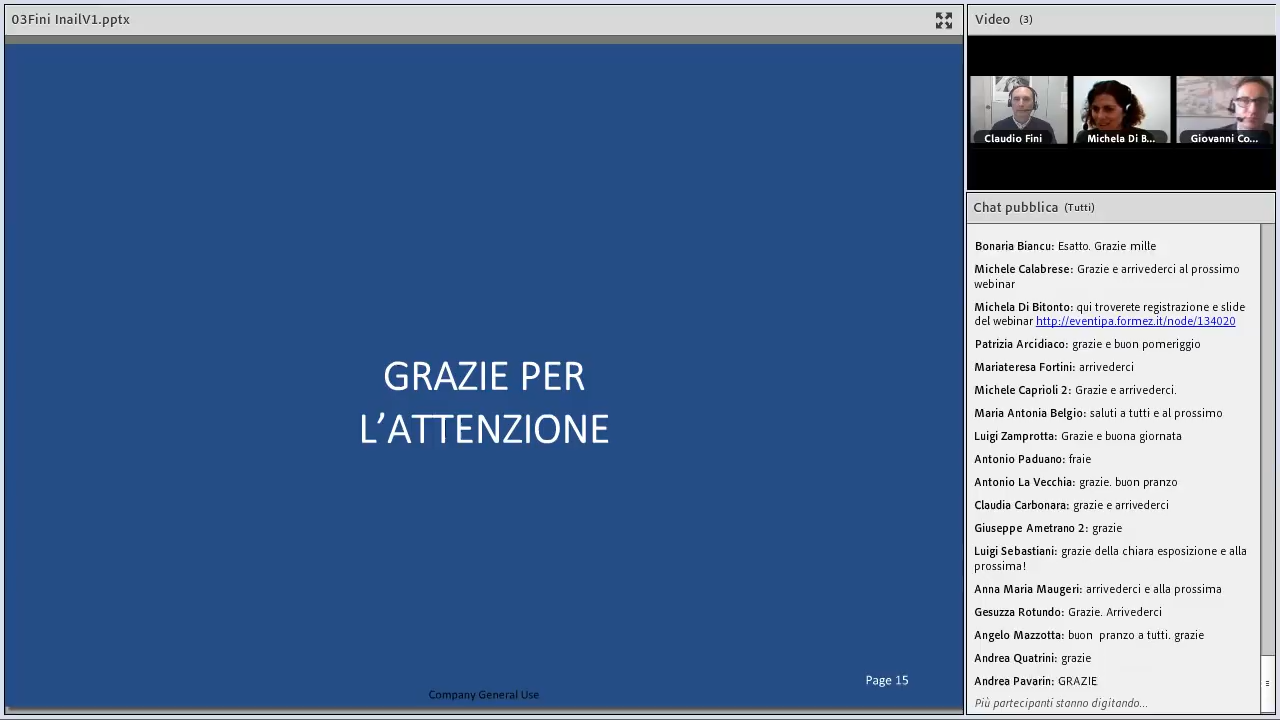 03Fini InailV1.pptx
GRAZIE PER
L’ATTENZIONE
Page 15
Company General Use
Video (3)
Claudio Fini
Michela Di B...
Giovanni Co...
Chat pubblica (Tutti)
Bonaria Biancu: Esatto. Grazie mille
Michele Calabrese: Grazie e arrivederci al prossimo
webinar
Michela Di Bitonto: qui troverete registrazione e slide
del webinar http://eventipa.formez.it/node/134020
Patrizia Arcidiaco: grazie e buon pomeriggio
Mariateresa Fortini: arrivederci
Michele Caprioli 2: Grazie e arrivederci.
Maria Antonia Belgio: saluti a tutti e al prossimo
Luigi Zamprotta: Grazie e buona giornata
Antonio Paduano: fraie
Antonio La Vecchia: grazie. buon pranzo
Claudia Carbonara: grazie e arrivederci
Giuseppe Ametrano 2: grazie
Luigi Sebastiani: grazie della chiara esposizione e alla
prossima!
Anna Maria Maugeri: arrivederci e alla prossima
Gesuzza Rotundo: Grazie. Arrivederci
Angelo Mazzotta: buon  pranzo a tutti. grazie
Andrea Quatrini: grazie
Andrea Pavarin: GRAZIE
Più partecipanti stanno digitando...